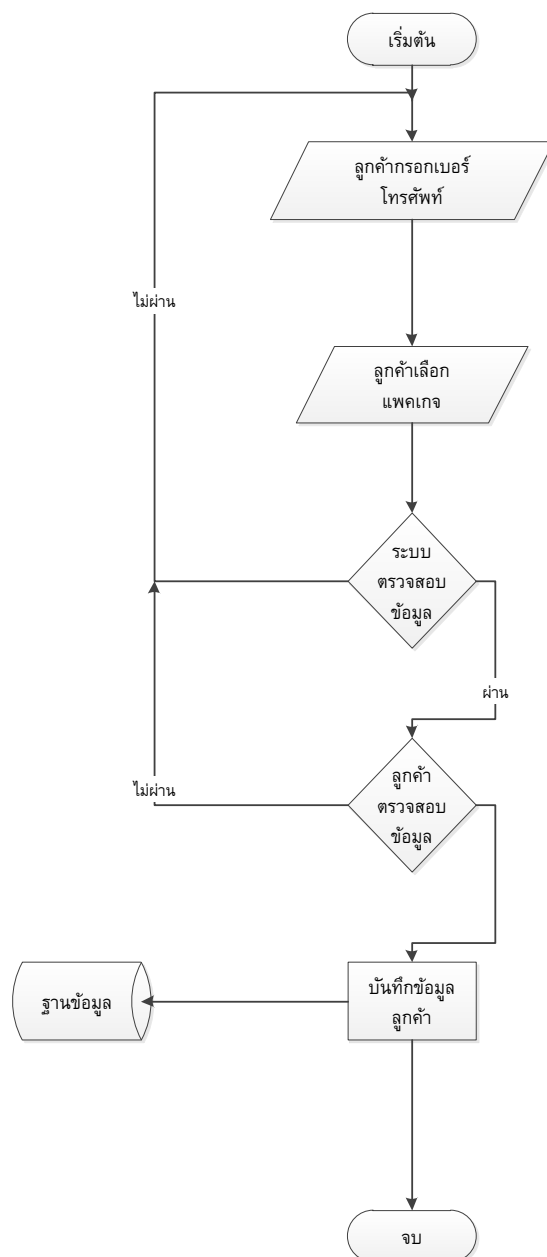 เริ่มต้น
ลูกค้ากรอกเบอร์
โทรศัพท์
ไม่ผ่าน
ลูกค้าเลือก
แพคเกจ
ระบบ
ตรวจสอบ
ข้อมูล
ผ่าน
ลูกค้า
ตรวจสอบ
ข้อมูล
ไม่ผ่าน
บันทึกข้อมูล
ลูกค้า
ฐานข้อมูล
จบ